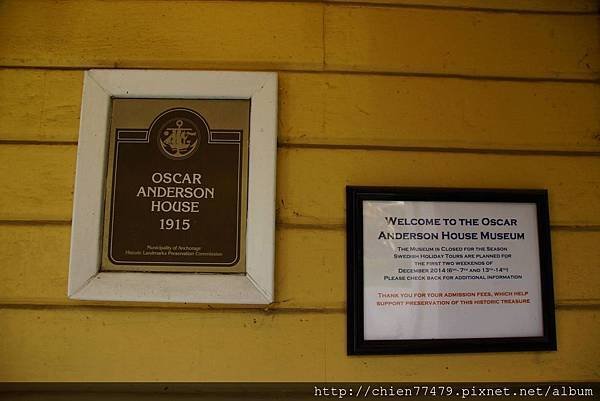 OSCAR
ANDERSON
HOUSE
1915
Municipality of Anchorage
Historic Landmarks Preservation Commission
WELCOME TO THE OSCAR
ANDERSON HOUSE MUSEUM
THE MUSEUM IS CLOSED FOR THE SEASON
SWEDISH HOLIDAY TOURS ARE PLANNED FOR
THE FIRST TWO WEEKENDS OF
DECEMBER 2014 (6TH-7TH AND 13TH-14TH)
PLEASE CHECK BACK FOR ADDITIONAL INFORMATION
THANK YOU FOR YOUR ADMISSION FEES, WHICH HELP
SUPPORT PRESERVATION OF THIS HISTORIC TREASURE
http://chien77479.pixnet.net/album